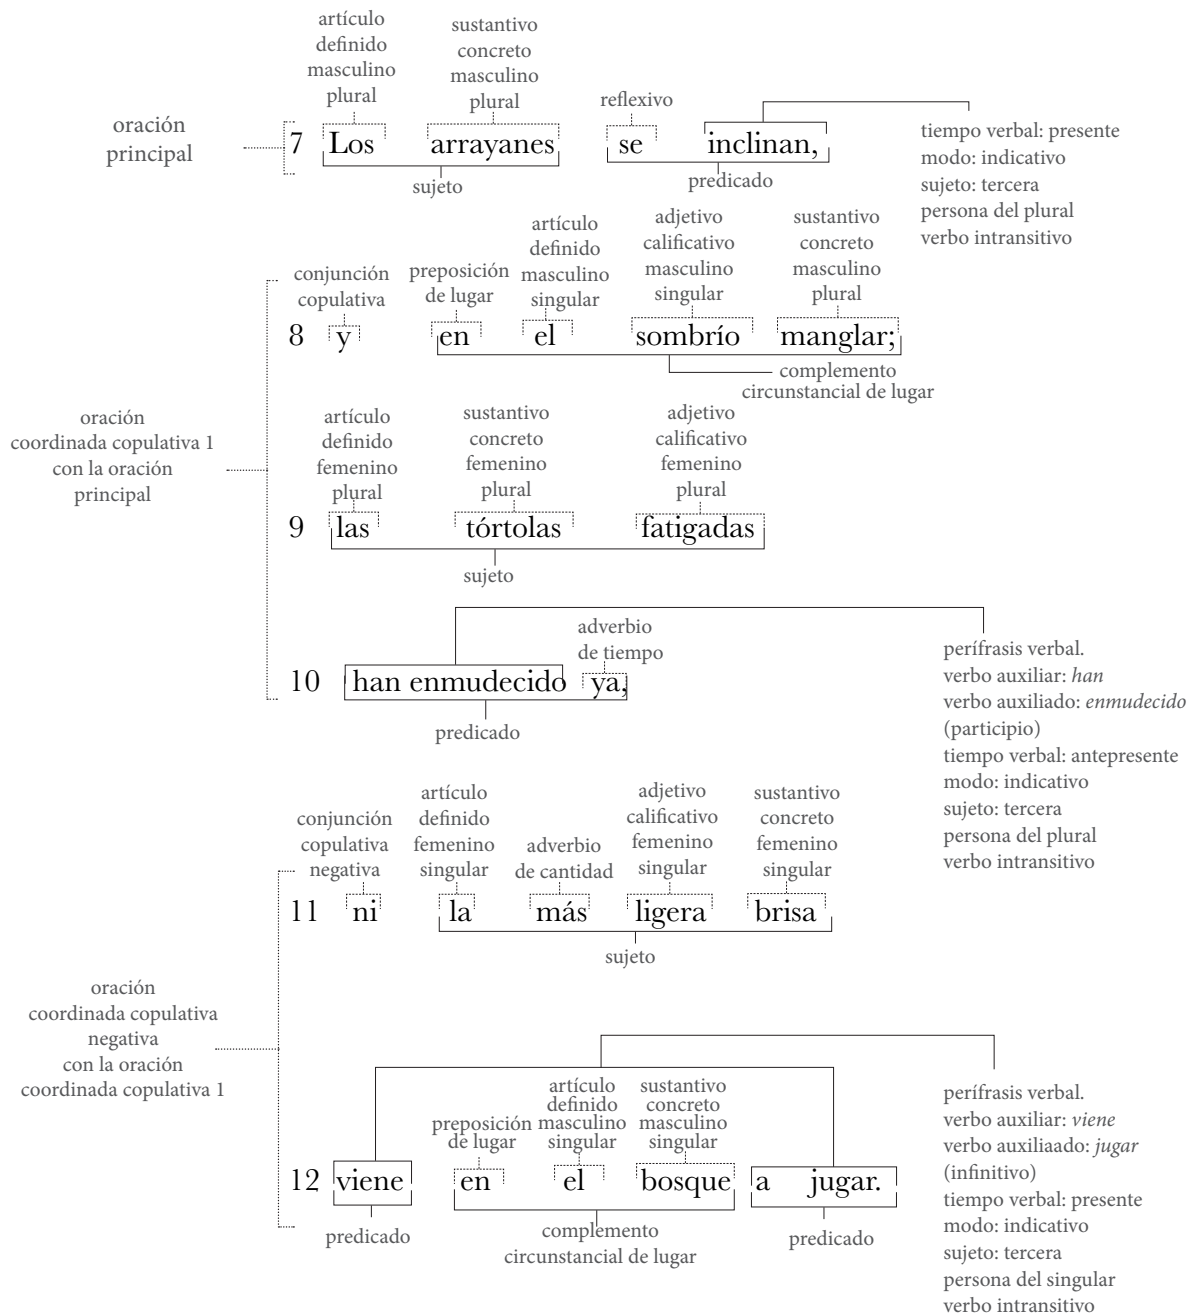 artículo
definido
masculino
plural
sustantivo
concreto
masculino
plural
reflexivo
oración
principal
7 Los arrayanes se inclinan,
sujeto
predicado
tiempo verbal: presente
modo: indicativo
sujeto: tercera
persona del plural
verbo intransitivo
conjunción
copulativa
preposición
de lugar
artículo
definido
masculino
singular
adjetivo
calificativo
masculino
singular
sustantivo
concreto
masculino
plural
8 y en el sombrío manglar;
complemento
circunstancial de lugar
oración
coordinada copulativa 1
con la oración
principal
artículo
definido
femenino
plural
sustantivo
concreto
femenino
plural
adjetivo
calificativo
femenino
plural
9 las tórtolas fatigadas
sujeto
adverbio
de tiempo
10 han enmudecido ya,
predicado
perífrasis verbal.
verbo auxiliar: han
verbo auxiliado: enmudecido
(participio)
tiempo verbal: antepresente
modo: indicativo
sujeto: tercera
persona del plural
verbo intransitivo
conjunción
copulativa
negativa
artículo
definido
femenino
singular
adverbio
de cantidad
adjetivo
calificativo
femenino
singular
sustantivo
concreto
femenino
singular
11 ni la más ligera brisa
sujeto
oración
coordinada copulativa
negativa
con la oración
coordinada copulativa 1
preposición
de lugar
artículo
definido
masculino
singular
sustantivo
concreto
masculino
singular
12 viene en el bosque a jugar.
predicado
complemento
circunstancial de lugar
predicado
perífrasis verbal.
verbo auxiliar: viene
verbo auxiliaado: jugar
(infinitivo)
tiempo verbal: presente
modo: indicativo
sujeto: tercera
persona del singular
verbo intransitivo